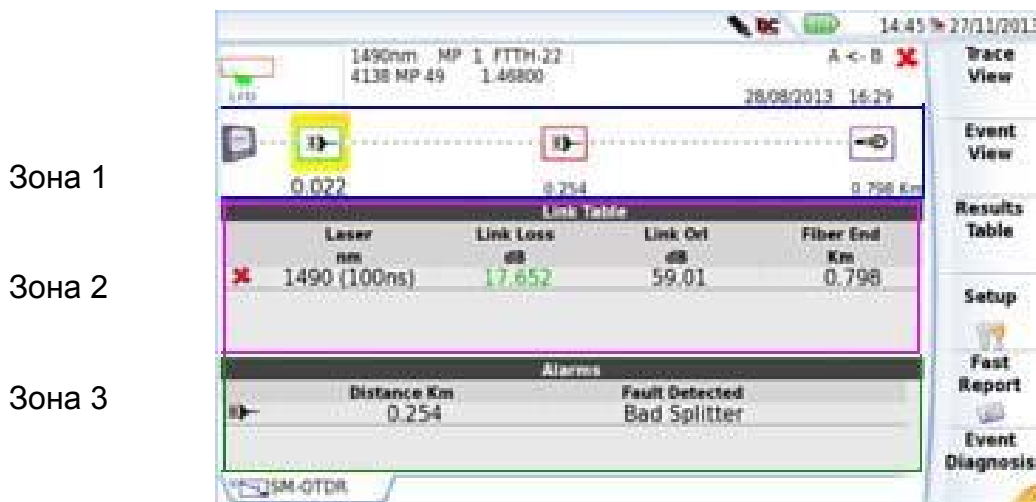 DC 14:45 27/11/2013
1490nm MP 1 FTTH-22 A <- B
4138 MP 49 1.46800
28/08/2013 16:29
Trace View
Event View
Results Table
Setup
Fast Report
Event Diagnosis
Зона 1
0.022 0.254 0.798 Km
Зона 2
Link Table
Laser Link Loss Link Orl Fiber End
nm dB dB Km
1490 (100ns) 17.652 59.01 0.798
Зона 3
Alarms
Distance Km Fault Detected
0.254 Bad Splitter
SM-OTDR